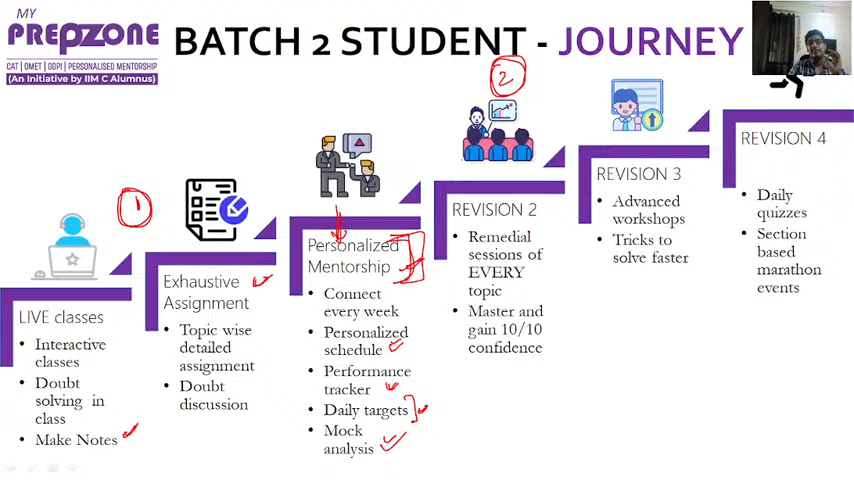 MY
PREPZONE
CAT | OMET | GDPI | PERSONALISED MENTORSHIP
(An Initiative by IIM C Alumnus)
BATCH 2 STUDENT - JOURNEY
1
2
LIVE classes
• Interactive
classes
• Doubt
solving in
class
• Make Notes
Exhaustive
Assignment
• Topic wise
detailed
assignment
• Doubt
discussion
Personalized
Mentorship
• Connect
every week
• Personalized
schedule
• Performance
tracker
• Daily targets
• Mock
analysis
REVISION 2
• Remedial
sessions of
EVERY
topic
• Master and
gain 10/10
confidence
REVISION 3
• Advanced
workshops
• Tricks to
solve faster
REVISION 4
• Daily
quizzes
• Section
based
marathon
events